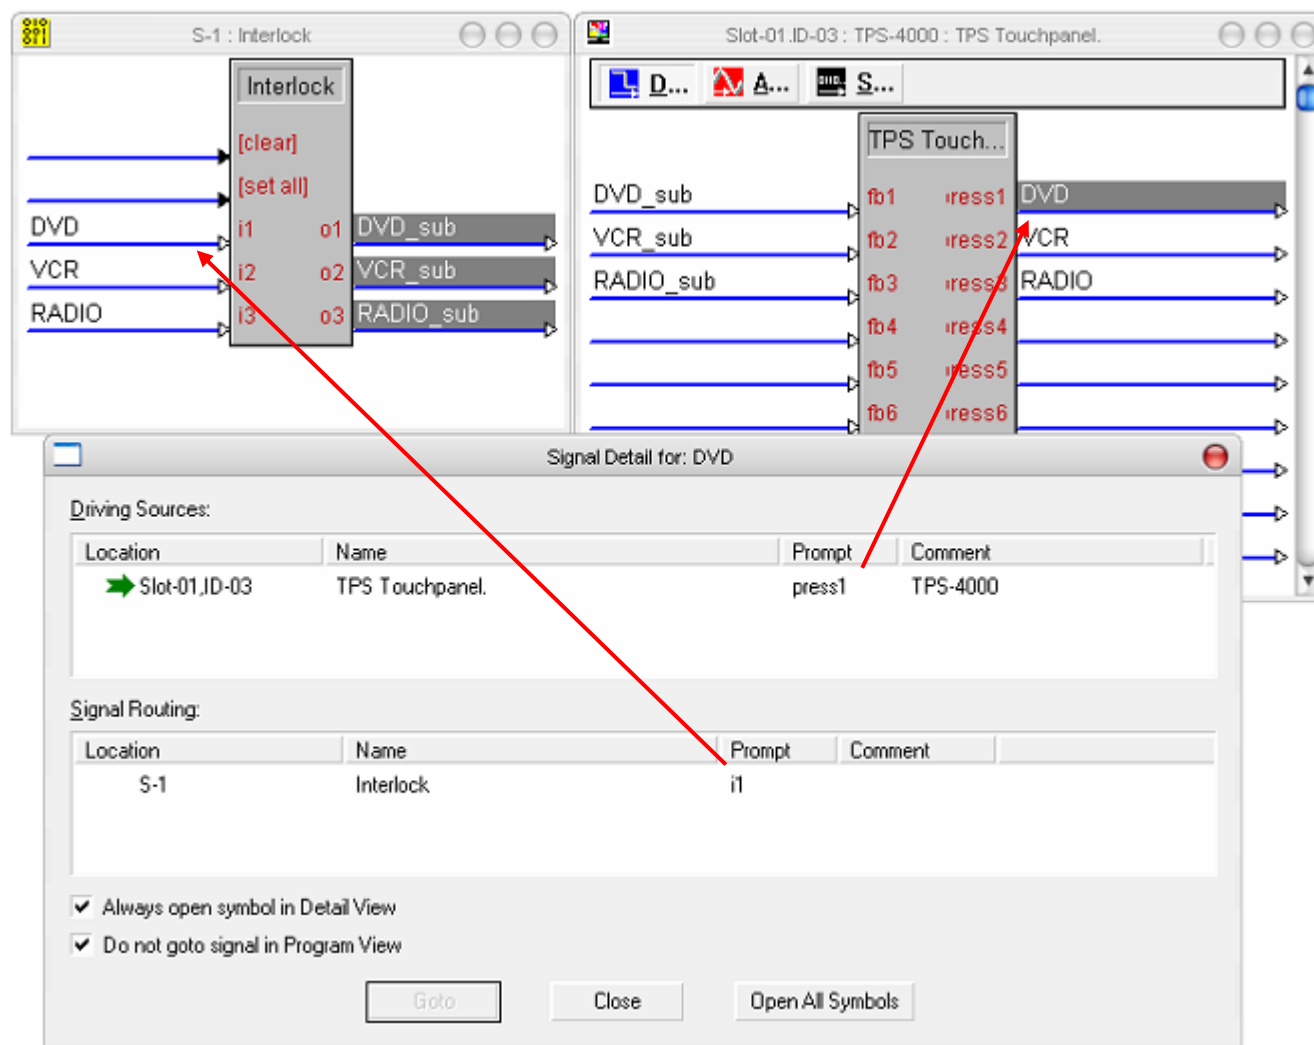 S-1 : Interlock
Interlock
[clear]
[set all]
DVD i1 o1 DVD_sub
VCR i2 o2 VCR_sub
RADIO i3 o3 RADIO_sub
Slot-01.ID-03 : TPS-4000 : TPS Touchpanel.
D... A... S...
TPS Touch...
DVD_sub fb1 ress1 DVD
VCR_sub fb2 ress2 VCR
RADIO_sub fb3 ress3 RADIO
fb4 ress4
fb5 ress5
fb6 ress6
Signal Detail for: DVD
Driving Sources:
Location Name Prompt Comment
Slot-01,ID-03 TPS Touchpanel. press1 TPS-4000
Signal Routing:
Location Name Prompt Comment
S-1 Interlock i1
Always open symbol in Detail View
Do not goto signal in Program View
Goto Close Open All Symbols